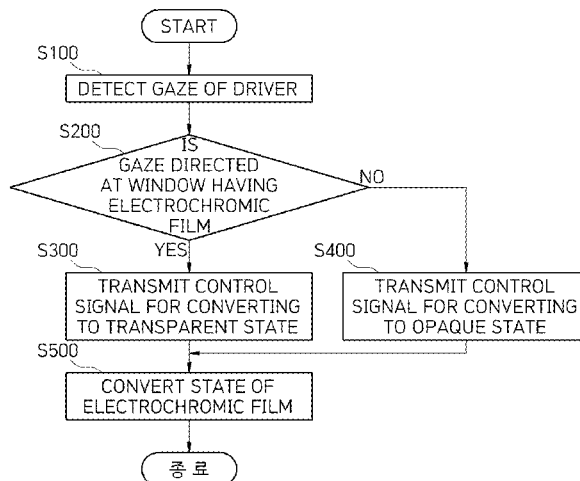 START
S100
DETECT GAZE OF DRIVER
S200
IS
GAZE DIRECTED
AT WINDOW HAVING
ELECTROCHROMIC
FILM
NO
YES
S300
TRANSMIT CONTROL
SIGNAL FOR CONVERTING
TO TRANSPARENT STATE
S400
TRANSMIT CONTROL
SIGNAL FOR CONVERTING
TO OPAQUE STATE
S500
CONVERT STATE OF
ELECTROCHROMIC FILM
종 료